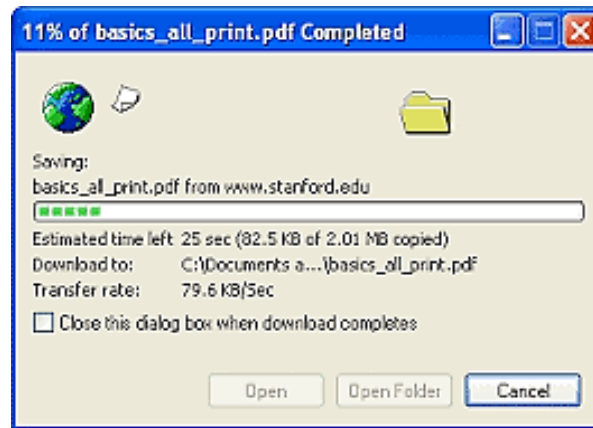 11% of basics_all_print.pdf Completed
Saving:
basics_all_print.pdf from www.stanford.edu
Estimated time left 25 sec (82.5 KB of 2.01 MB copied)
Download to: C:\Documents a...\basics_all_print.pdf
Transfer rate: 79.6 KB/Sec
Close this dialog box when download completes
Open Open Folder Cancel